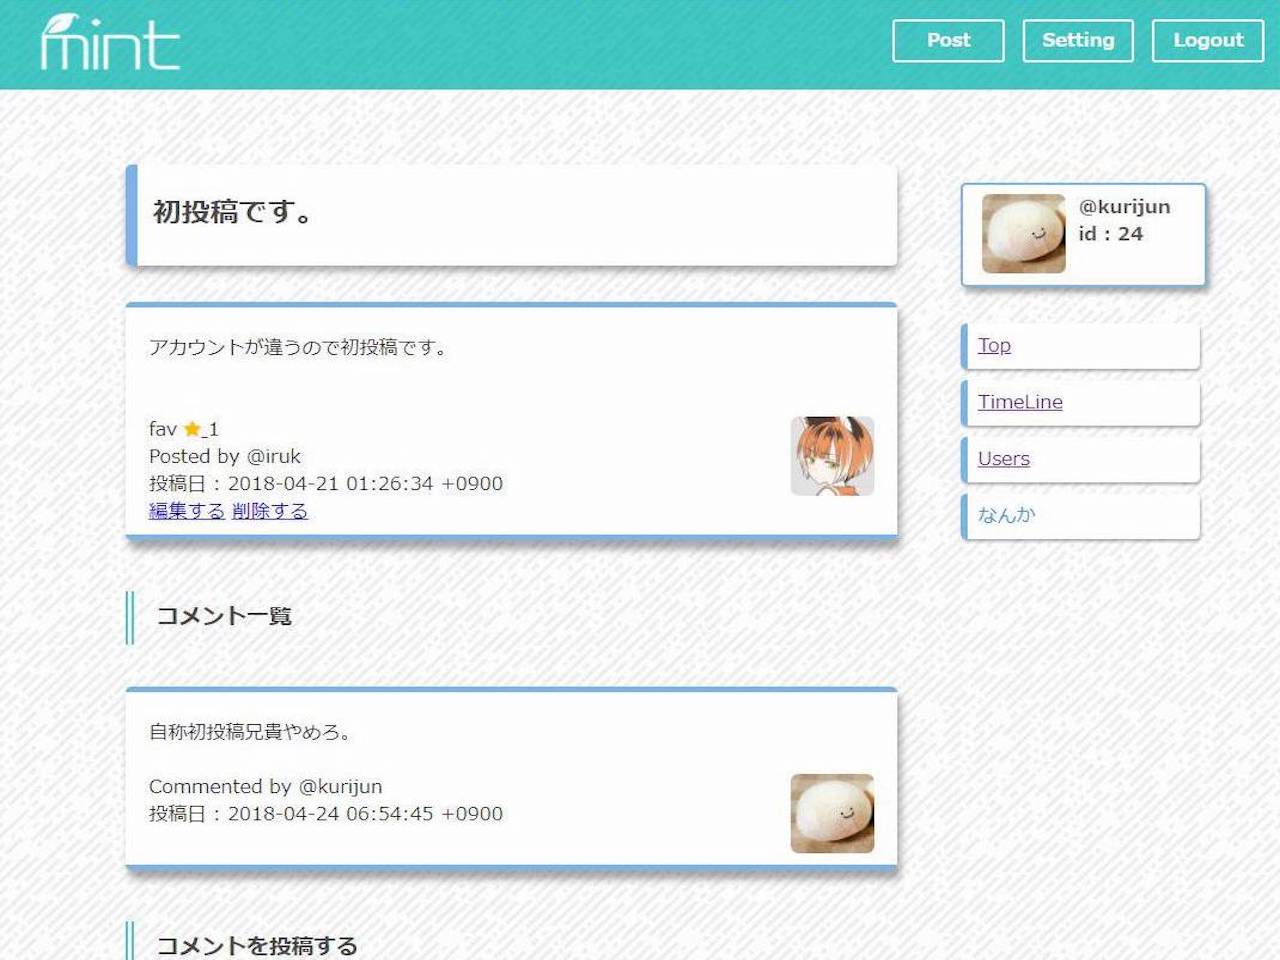 mint
Post
Setting
Logout
初投稿です。
アカウントが違うので初投稿です。
fav ⭐_1
Posted by @iruk
投稿日 : 2018-04-21 01:26:34 +0900
編集する 削除する
コメント一覧
自称初投稿兄貴やめろ。
Commented by @kurijun
投稿日 : 2018-04-24 06:54:45 +0900
コメントを投稿する
@kurijun
id : 24
Top
TimeLine
Users
なんか